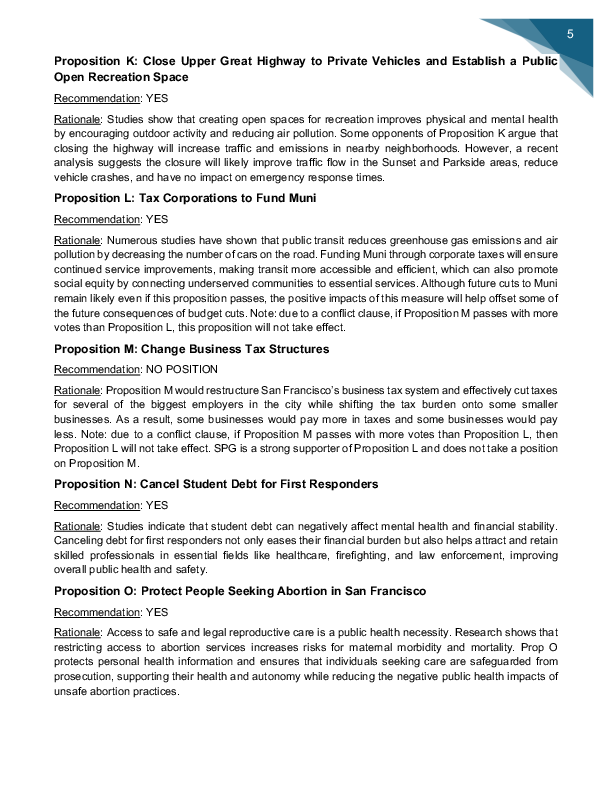 5
Proposition K: Close Upper Great Highway to Private Vehicles and Establish a Public
Open Recreation Space
Recommendation: YES
Rationale: Studies show that creating open spaces for recreation improves physical and mental health
by encouraging outdoor activity and reducing air pollution. Some opponents of Proposition K argue that
closing the highway will increase traffic and emissions in nearby neighborhoods. However, a recent
analysis suggests the closure will likely improve traffic flow in the Sunset and Parkside areas, reduce
vehicle crashes, and have no impact on emergency response times.
Proposition L: Tax Corporations to Fund Muni
Recommendation: YES
Rationale: Numerous studies have shown that public transit reduces greenhouse gas emissions and air
pollution by decreasing the number of cars on the road. Funding Muni through corporate taxes will ensure
continued service improvements, making transit more accessible and efficient, which can also promote
social equity by connecting underserved communities to essential services. Although future cuts to Muni
remain likely even if this proposition passes, the positive impacts of this measure will help offset some of
the future consequences of budget cuts. Note: due to a conflict clause, if Proposition M passes with more
votes than Proposition L, this proposition will not take effect.
Proposition M: Change Business Tax Structures
Recommendation: NO POSITION
Rationale: Proposition M would restructure San Francisco's business tax system and effectively cut taxes
for several of the biggest employers in the city while shifting the tax burden onto some smaller
businesses. As a result, some businesses would pay more in taxes and some businesses would pay
less. Note: due to a conflict clause, if Proposition M passes with more votes than Proposition L, then
Proposition L will not take effect. SPG is a strong supporter of Proposition L and does not take a position
on Proposition M.
Proposition N: Cancel Student Debt for First Responders
Recommendation: YES
Rationale: Studies indicate that student debt can negatively affect mental health and financial stability.
Canceling debt for first responders not only eases their financial burden but also helps attract and retain
skilled professionals in essential fields like healthcare, firefighting, and law enforcement, improving
overall public health and safety.
Proposition O: Protect People Seeking Abortion in San Francisco
Recommendation: YES
Rationale: Access to safe and legal reproductive care is a public health necessity. Research shows that
restricting access to abortion services increases risks for maternal morbidity and mortality. Prop O
protects personal health information and ensures that individuals seeking care are safeguarded from
prosecution, supporting their health and autonomy while reducing the negative public health impacts of
unsafe abortion practices.